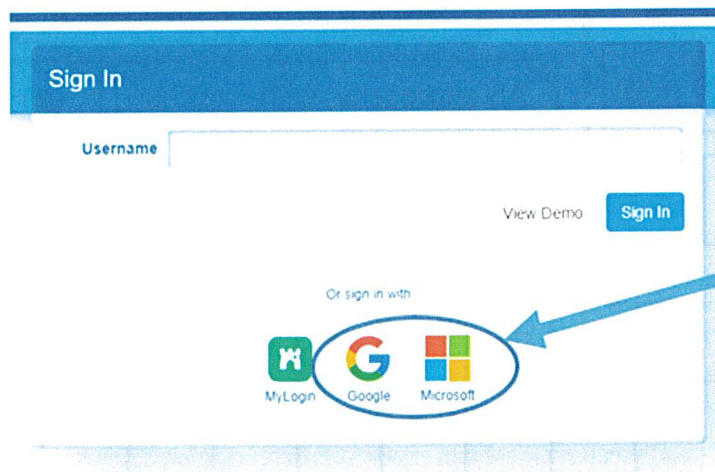 Sign In
Username
View Demo Sign In
Or sign in with
MyLogin Google Microsoft